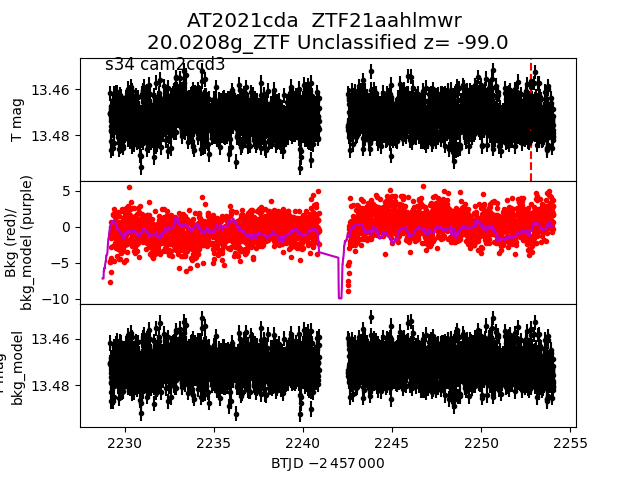 AT2021cda  ZTF21aahlmwr
20.0208g_ZTF Unclassified z= -99.0
s34 cam2ccd3
T mag
13.46
13.48
Bkg (red)/
bkg_model (purple)
5
0
−5
−10
bkg_model
13.46
13.48
2230
2235
2240
2245
2250
2255
BTJD −2 457 000